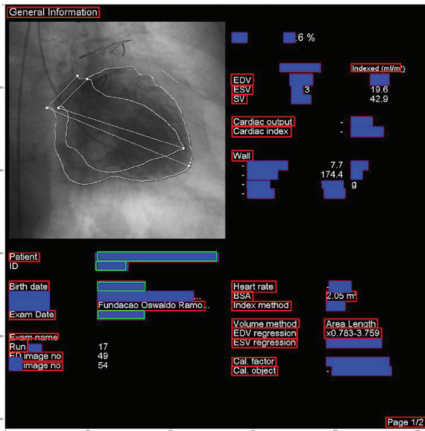 General Information
6 %
Indexed (ml/m²)
EDV
ESV 3 19.6
SV 42.9
Cardiac output -
Cardiac index -
Wall
- 7.7
- 174.4 g
-
-
Patient
ID
Birth date
Fundacao Oswaldo Ramo...
Exam Date
Heart rate -
BSA 2.05 m²
Index method
Exam name
Run 17
ED image no 49
image no 54
Volume method Area Length
EDV regression x0.783-3.759
ESV regression
Cal. factor
Cal. object -
Page 1/2